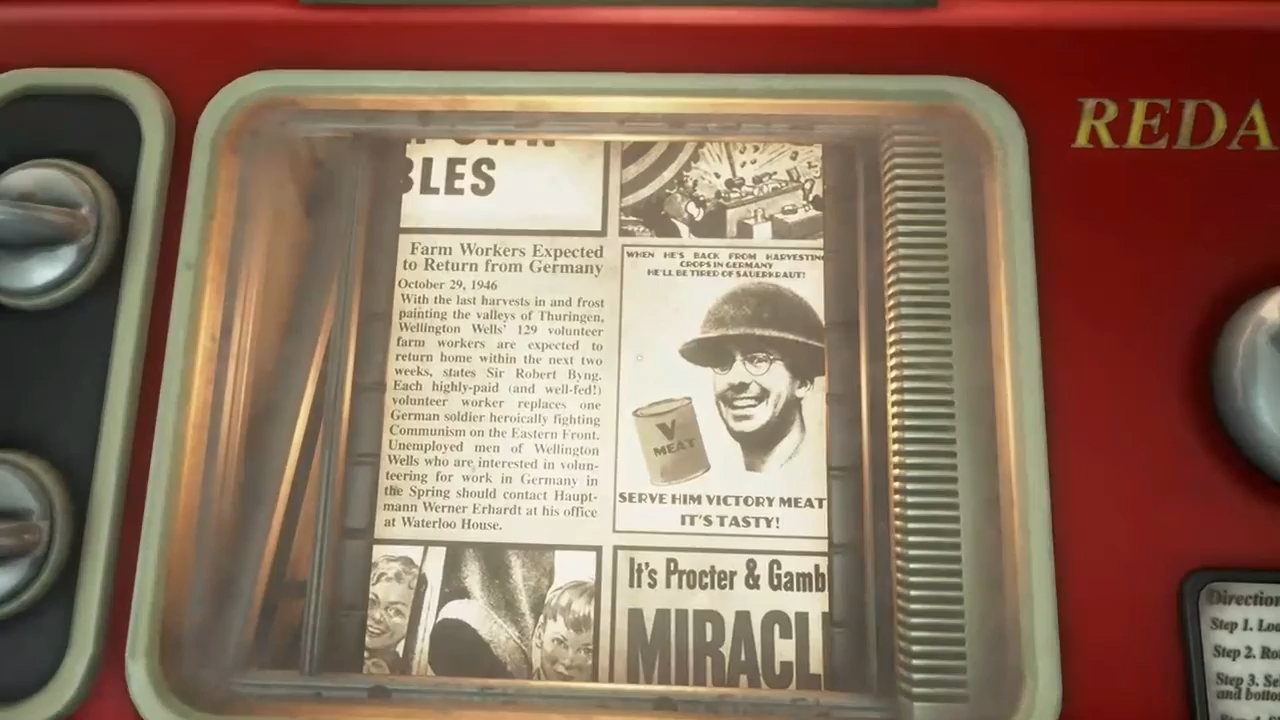 REDA
BLES
Farm Workers Expected
to Return from Germany
October 29, 1946
With the last harvests in and frost
painting the valleys of Thuringen,
Wellington Wells' 129 volunteer
farm workers are expected to
return home within the next two
weeks, states Sir Robert Byng.
Each highly-paid (and well-fed!)
volunteer worker replaces one
German soldier heroically fighting
Communism on the Eastern Front.
Unemployed men of Wellington
Wells who are interested in volun-
teering for work in Germany in
the Spring should contact Haupt-
mann Werner Erhardt at his office
at Waterloo House.
WHEN HE'S BACK FROM HARVESTING
CROPS IN GERMANY
HE'LL BE TIRED OF SAUERKRAUT!
V
MEAT
SERVE HIM VICTORY MEAT
IT'S TASTY!
It's Procter & Gamb
MIRACL
Direction
Step 1. Loa
Step 2. Ro
Step 3. Se
and botto